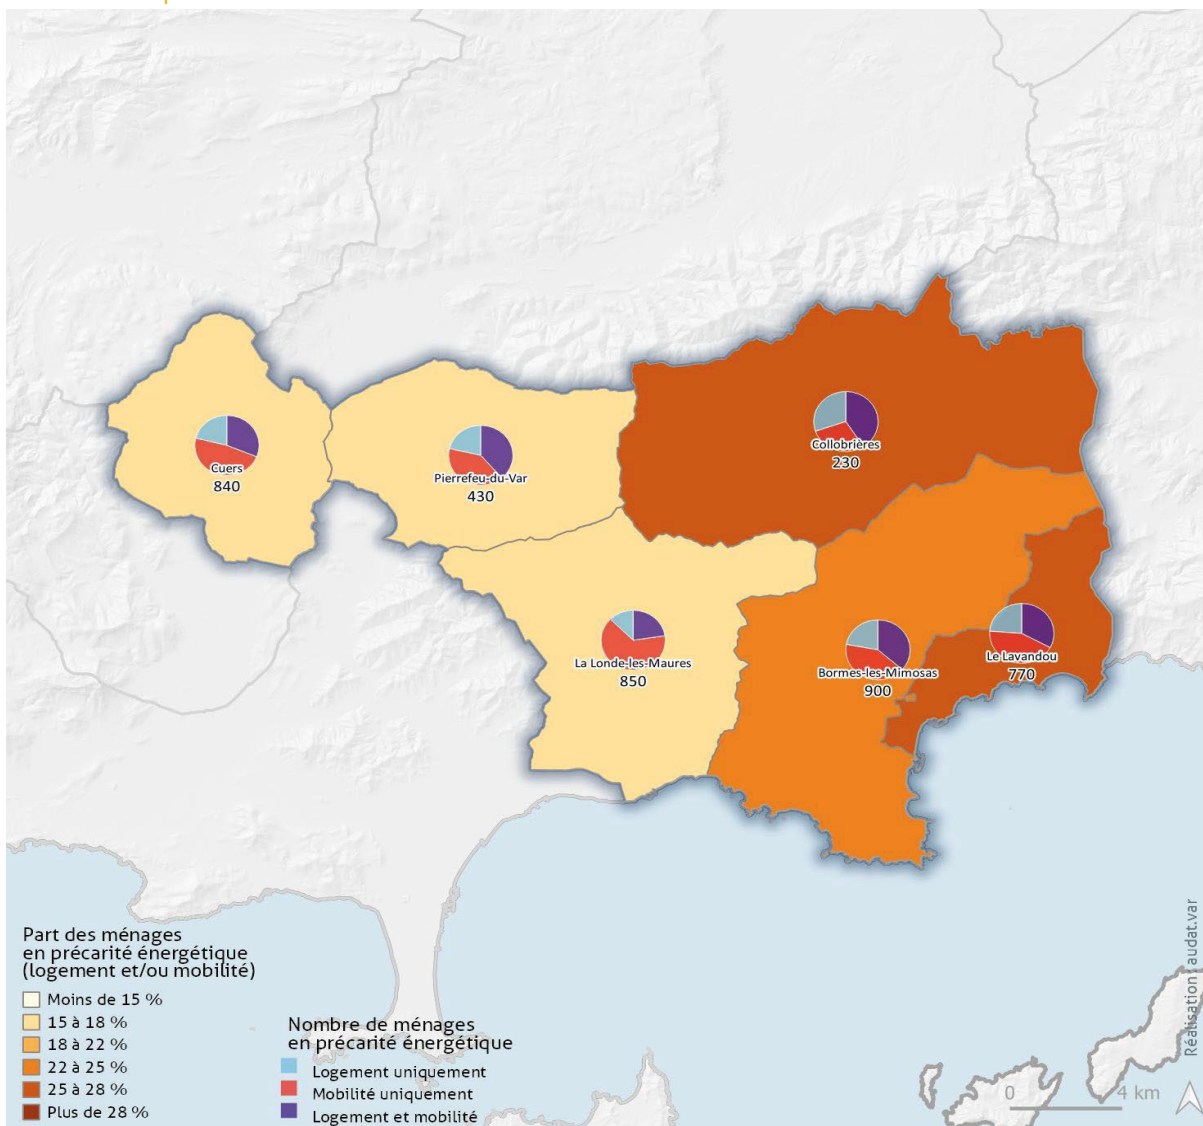 Cuers
840
Pierrefeu-du-Var
430
Collobrières
230
La Londe-les-Maures
850
Bormes-les-Mimosas
900
Le Lavandou
770
Part des ménages
en précarité énergétique
(logement et/ou mobilité)
Moins de 15 %
15 à 18 %
18 à 22 %
22 à 25 %
25 à 28 %
Plus de 28 %
Nombre de ménages
en précarité énergétique
Logement uniquement
Mobilité uniquement
Logement et mobilité
0 4 km
Réalisation : audat.var